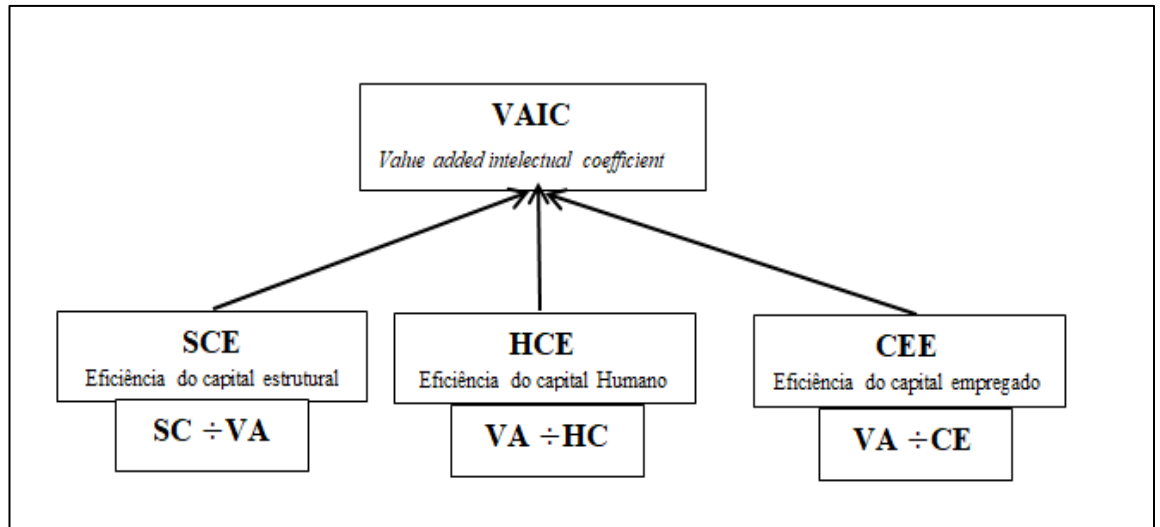 VAIC
Value added intelectual coefficient
SCE
Eficiência do capital estrutural
SC ÷VA
HCE
Eficiência do capital Humano
VA ÷HC
CEE
Eficiência do capital empregado
VA ÷CE